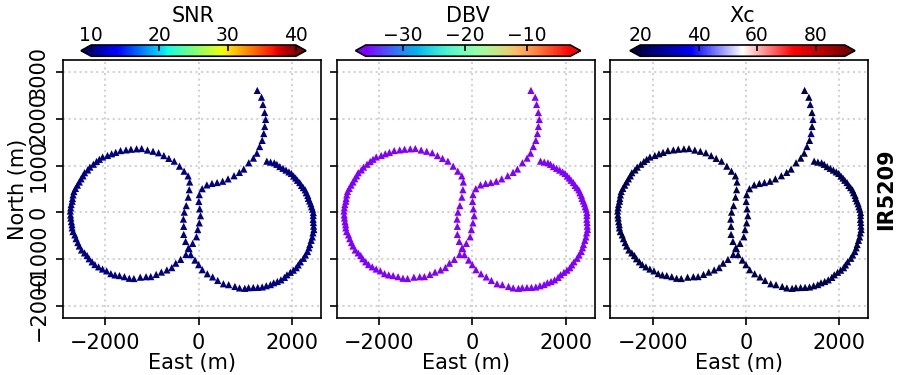 SNR DBV Xc
10 20 30 40 −30 −20 −10 20 40 60 80
North (m)
3000
2000
1000
0
−1000
−2000
IR5209
−2000 0 2000 −2000 0 2000 −2000 0 2000
East (m) East (m) East (m)